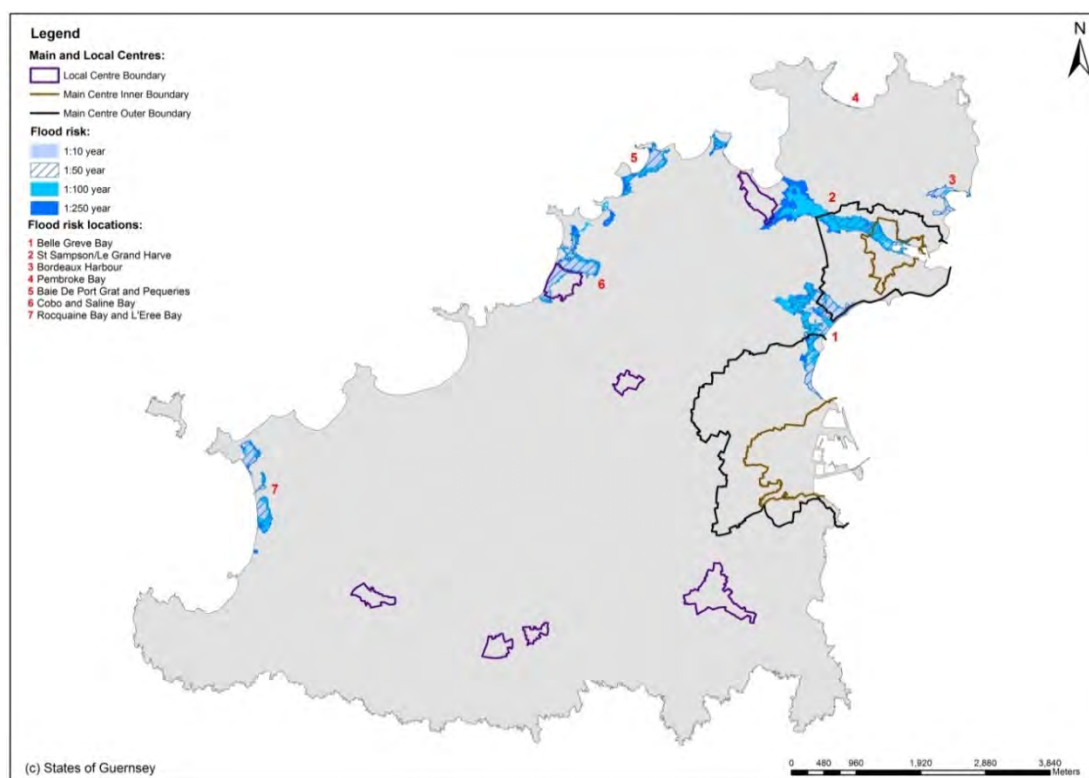 Legend
Main and Local Centres:
Local Centre Boundary
Main Centre Inner Boundary
Main Centre Outer Boundary
Flood risk:
1:10 year
1:50 year
1:100 year
1:250 year
Flood risk locations:
1 Belle Greve Bay
2 St Sampson/Le Grand Harve
3 Bordeaux Harbour
4 Pembroke Bay
5 Baie De Port Grat and Pequeries
6 Cobo and Saline Bay
7 Rocquaine Bay and L'Eree Bay
N
4
5
3
2
6
1
7
(c) States of Guernsey
0 480 960 1,920 2,880 3,840
Meters